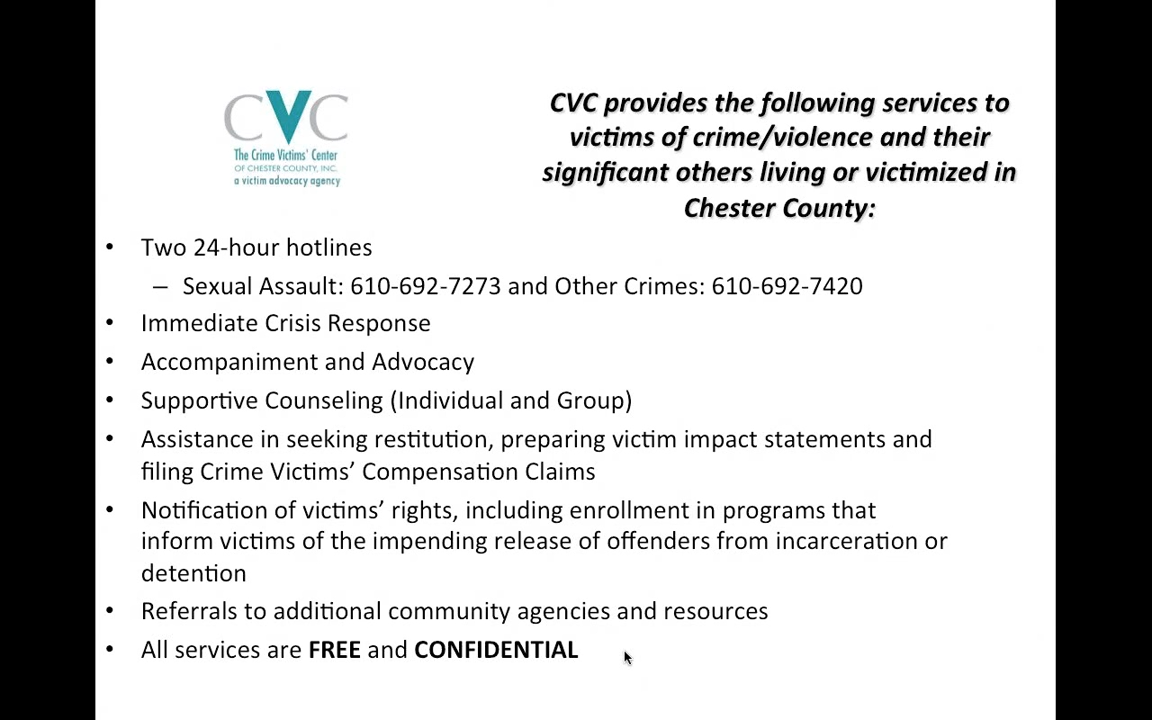 CVC
The Crime Victims' Center
OF CHESTER COUNTY, INC.
a victim advocacy agency
CVC provides the following services to
victims of crime/violence and their
significant others living or victimized in
Chester County:
• Two 24-hour hotlines
– Sexual Assault: 610-692-7273 and Other Crimes: 610-692-7420
• Immediate Crisis Response
• Accompaniment and Advocacy
• Supportive Counseling (Individual and Group)
• Assistance in seeking restitution, preparing victim impact statements and
filing Crime Victims’ Compensation Claims
• Notification of victims’ rights, including enrollment in programs that
inform victims of the impending release of offenders from incarceration or
detention
• Referrals to additional community agencies and resources
• All services are FREE and CONFIDENTIAL